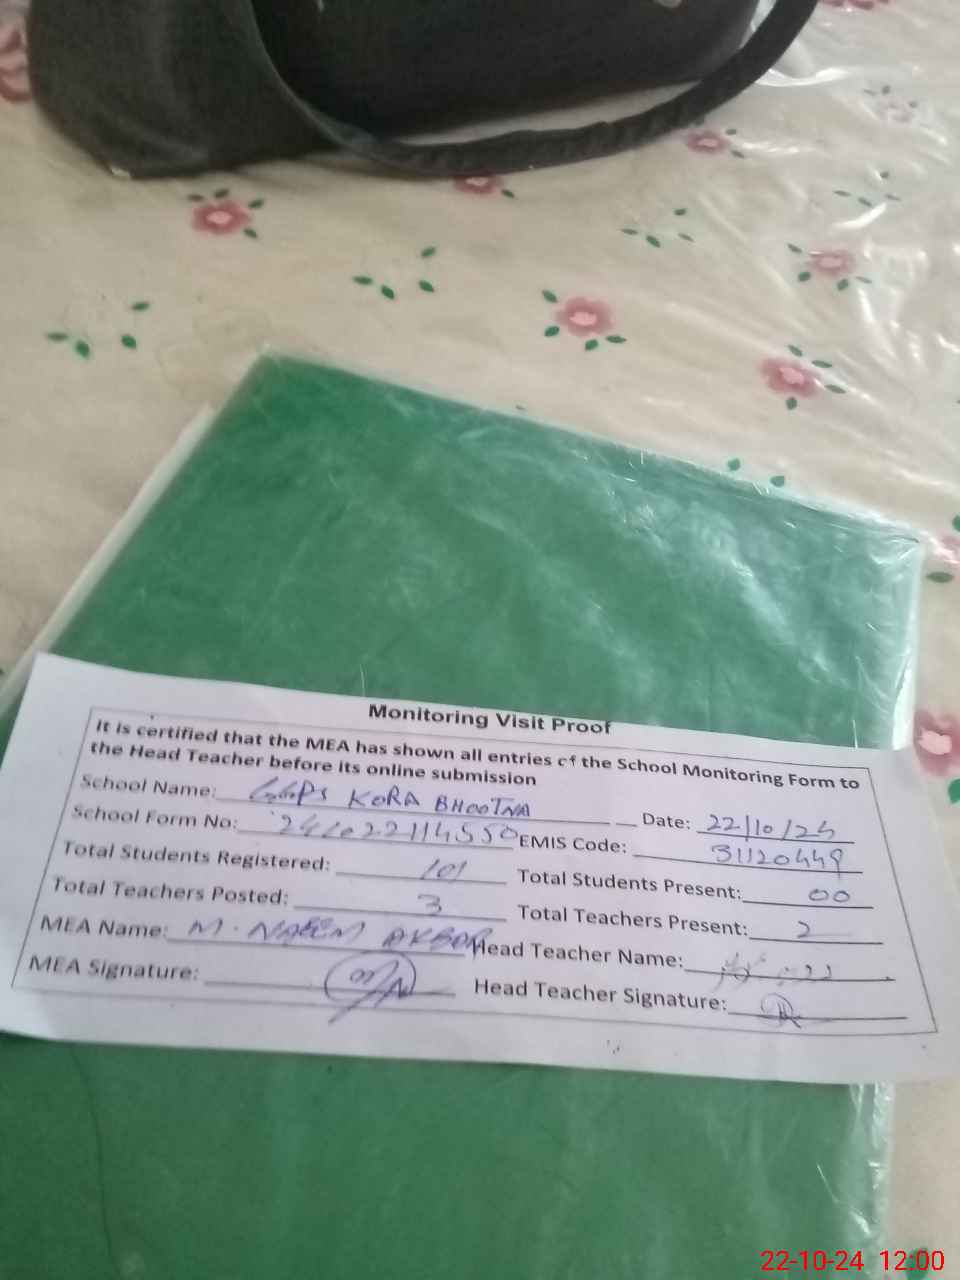 Monitoring Visit Proof
It is certified that the MEA has shown all entries of the School Monitoring Form to
the Head Teacher before its online submission
School Name: GGPS KORA BHOOTNA Date: 22/10/24
School Form No: 241022114550 EMIS Code: 31120449
Total Students Registered: 101 Total Students Present: 00
Total Teachers Posted: 3 Total Teachers Present: 2
MEA Name: M. NAEEM AKBAR Head Teacher Name:
MEA Signature: Head Teacher Signature:
22-10-24 12:00